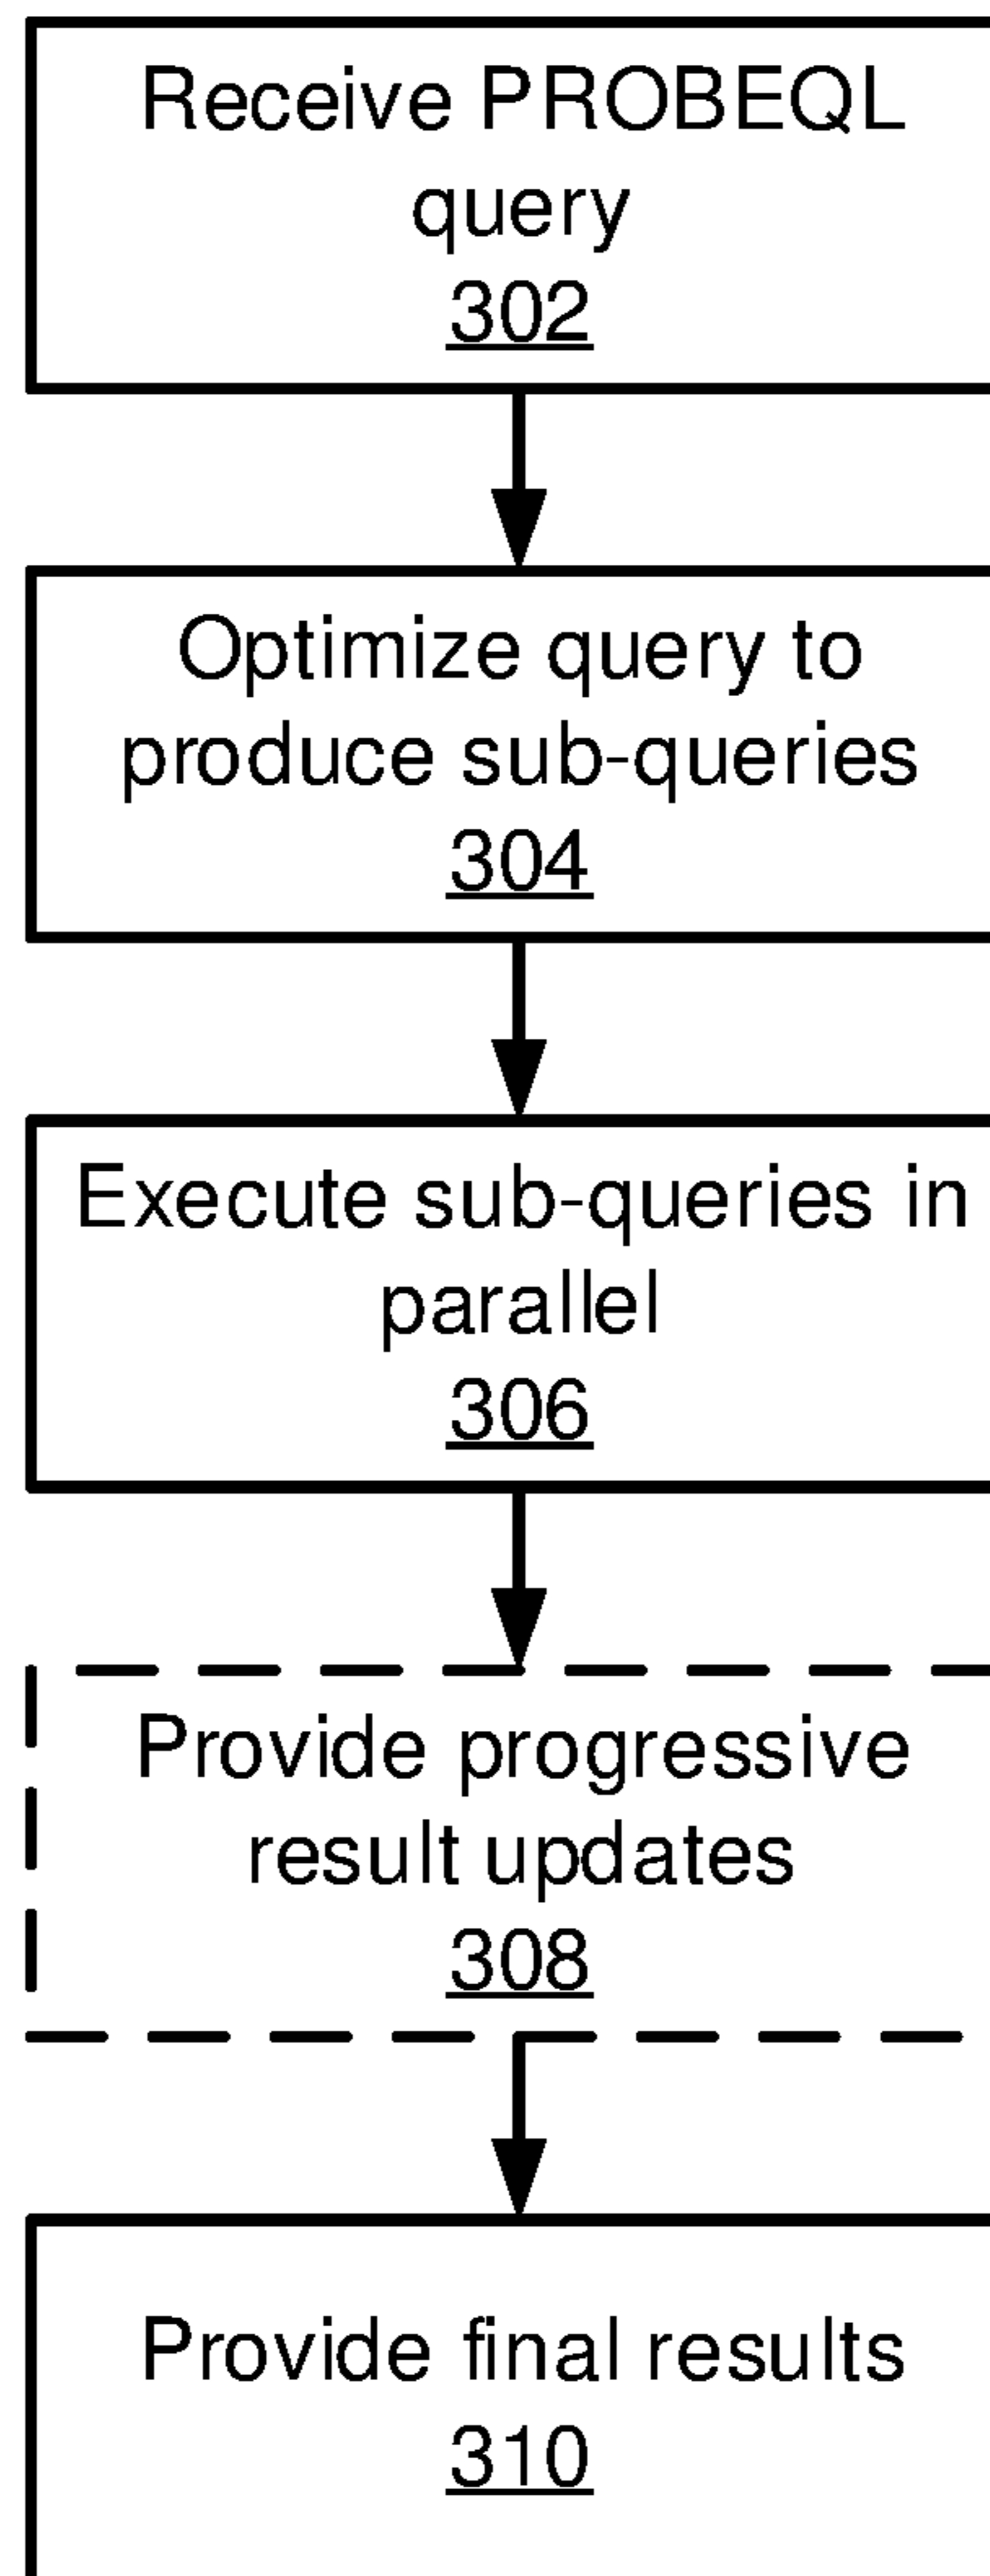 Receive PROBEQL
query
302
Optimize query to
produce sub-queries
304
Execute sub-queries in
parallel
306
Provide progressive
result updates
308
Provide final results
310